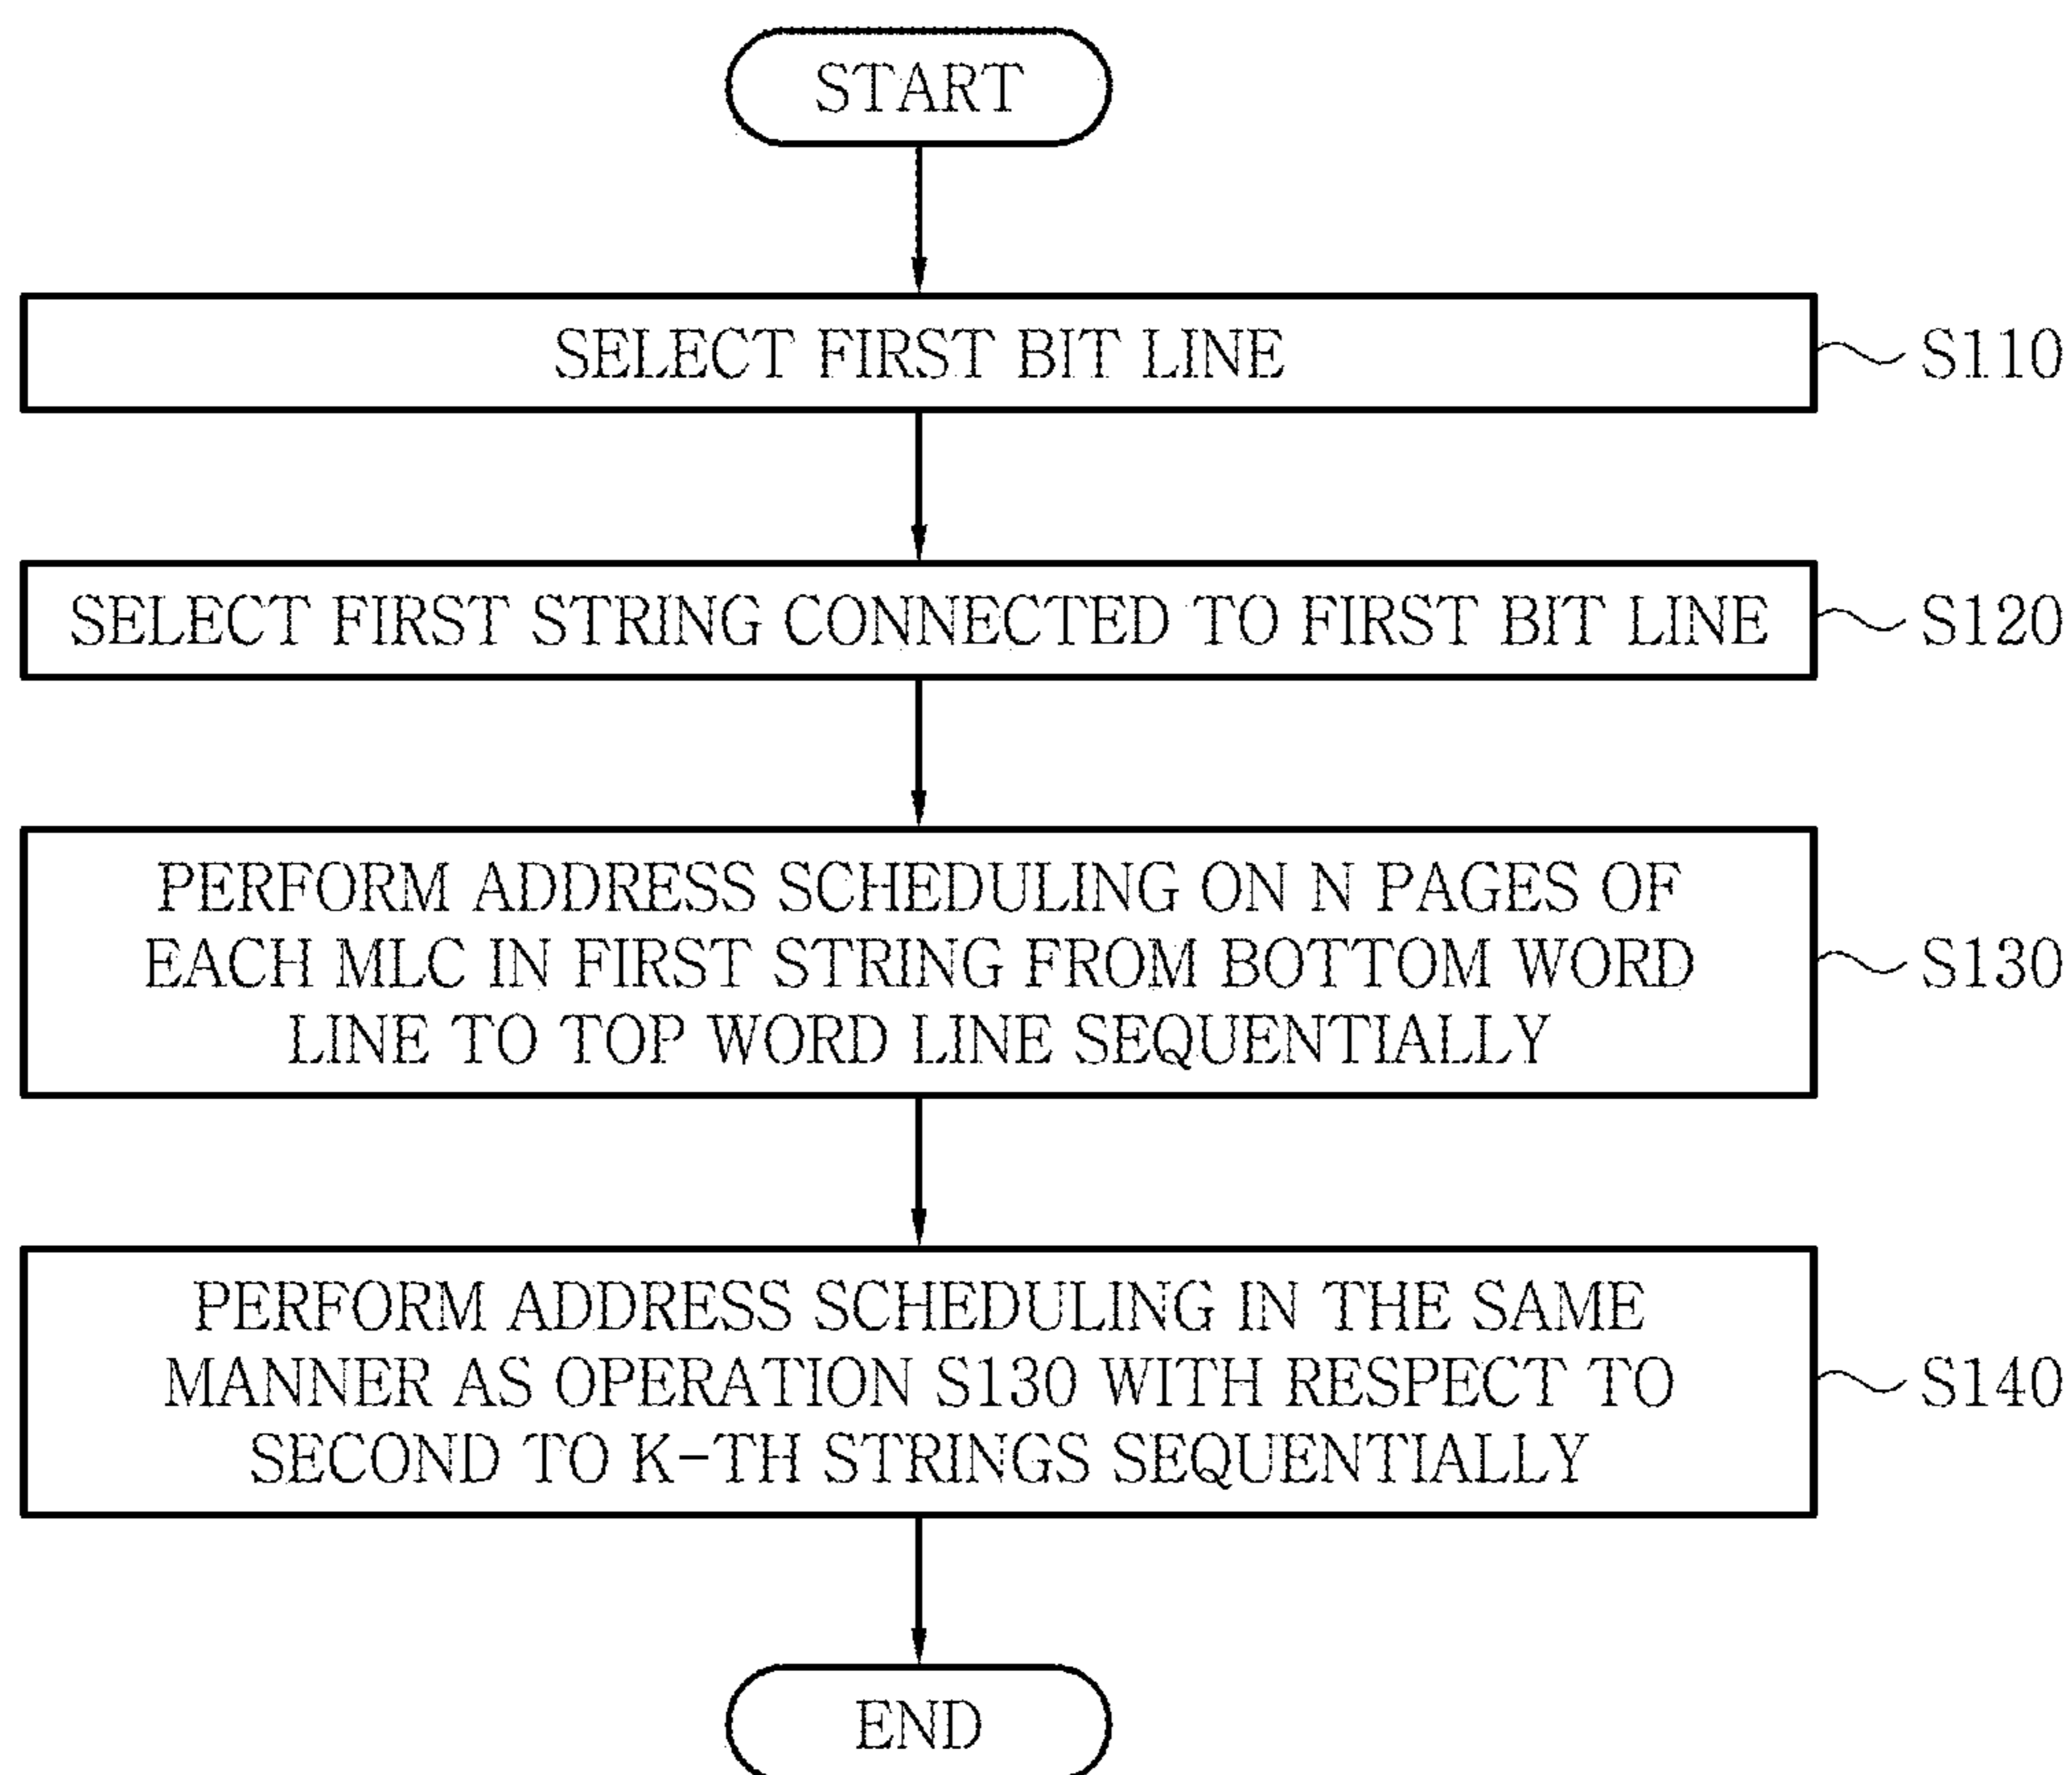 START
SELECT FIRST BIT LINE
S110
SELECT FIRST STRING CONNECTED TO FIRST BIT LINE
S120
PERFORM ADDRESS SCHEDULING ON N PAGES OF
EACH MLC IN FIRST STRING FROM BOTTOM WORD
LINE TO TOP WORD LINE SEQUENTIALLY
S130
PERFORM ADDRESS SCHEDULING IN THE SAME
MANNER AS OPERATION S130 WITH RESPECT TO
SECOND TO K-TH STRINGS SEQUENTIALLY
S140
END